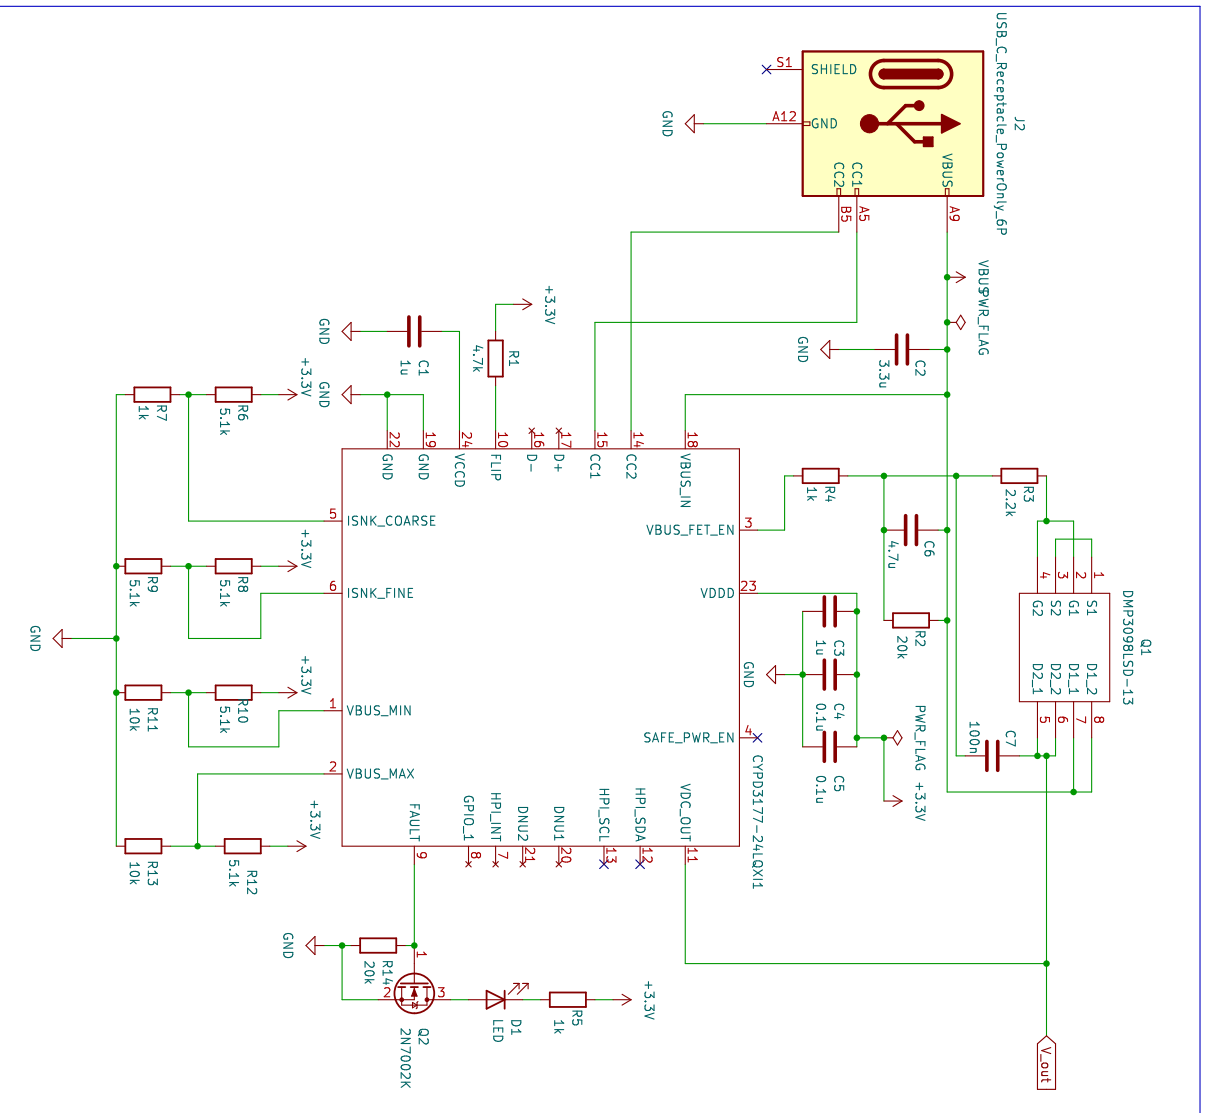 USB_C_Receptacle_PowerOnly_6P
J2
S1
SHIELD
A12
GND
GND
CC2
CC1
VBUS
B5
A5
A9
VBUS
PWR_FLAG
GND
C2
3.3u
+3.3V
GND
C1
1u
R1
4.7k
+3.3V
GND
R7
1k
R6
5.1k
22
19
24
10
16
17
15
14
18
GND
GND
VCCD
FLIP
D-
D+
CC1
CC2
VBUS_IN
R4
1k
R3
2.2k
5
ISNK_COARSE
VBUS_FET_EN
3
C6
4.7u
+3.3V
R9
5.1k
R8
5.1k
6
ISNK_FINE
VDDD
23
4
3
2
1
G2
S2
G1
S1
DMP3098LSD-13
Q1
R2
20k
GND
C3
1u
GND
C4
0.1u
D2_1
D2_2
D1_1
D1_2
5
6
7
8
+3.3V
R11
10k
R10
5.1k
1
VBUS_MIN
SAFE_PWR_EN
4
PWR_FLAG
C7
100n
2
VBUS_MAX
CYPD3177-24LQXI1
C5
0.1u
+3.3V
+3.3V
R13
10k
R12
5.1k
FAULT
GPIO_1
HPI_INT
DNU2
DNU1
HPI_SCL
HPI_SDA
VDC_OUT
9
8
7
21
20
13
12
11
GND
R14
20k
1
2
3
Q2
2N7002K
D1
LED
R5
1k
+3.3V
V_out